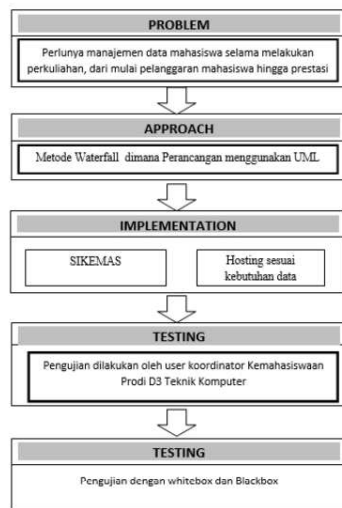 PROBLEM
Perlunya manajemen data mahasiswa selama melakukan
perkuliahan, dari mulai pelanggaran mahasiswa hingga prestasi
APPROACH
Metode Waterfall dimana Perancangan menggunakan UML
IMPLEMENTATION
SIKEMAS
Hosting sesuai
kebutuhan data
TESTING
Pengujian dilakukan oleh user koordinator Kemahasiswaan
Prodi D3 Teknik Komputer
TESTING
Pengujian dengan whitebox dan Blackbox